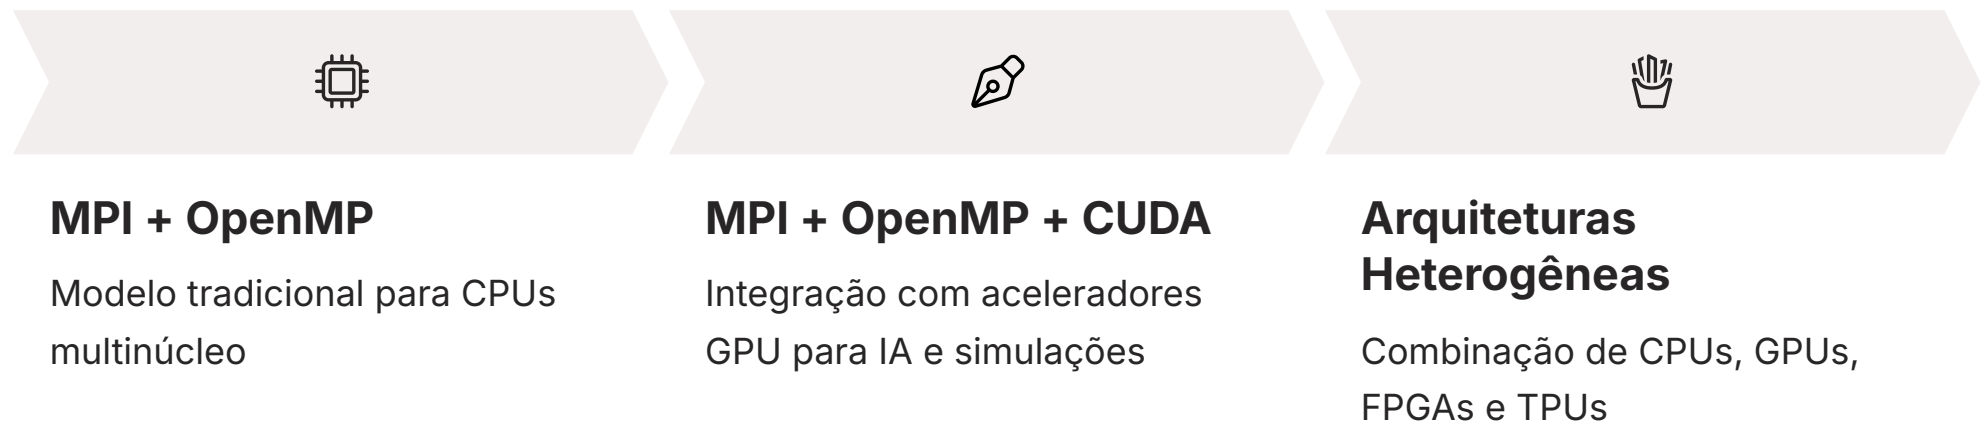 MPI + OpenMP
Modelo tradicional para CPUs
multinúcleo
MPI + OpenMP + CUDA
Integração com aceleradores
GPU para IA e simulações
Arquiteturas
Heterogêneas
Combinação de CPUs, GPUs,
FPGAs e TPUs